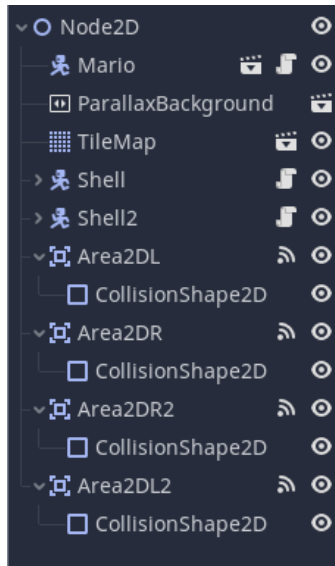 Node2D
Mario
ParallaxBackground
TileMap
Shell
Shell2
Area2DL
CollisionShape2D
Area2DR
CollisionShape2D
Area2DR2
CollisionShape2D
Area2DL2
CollisionShape2D